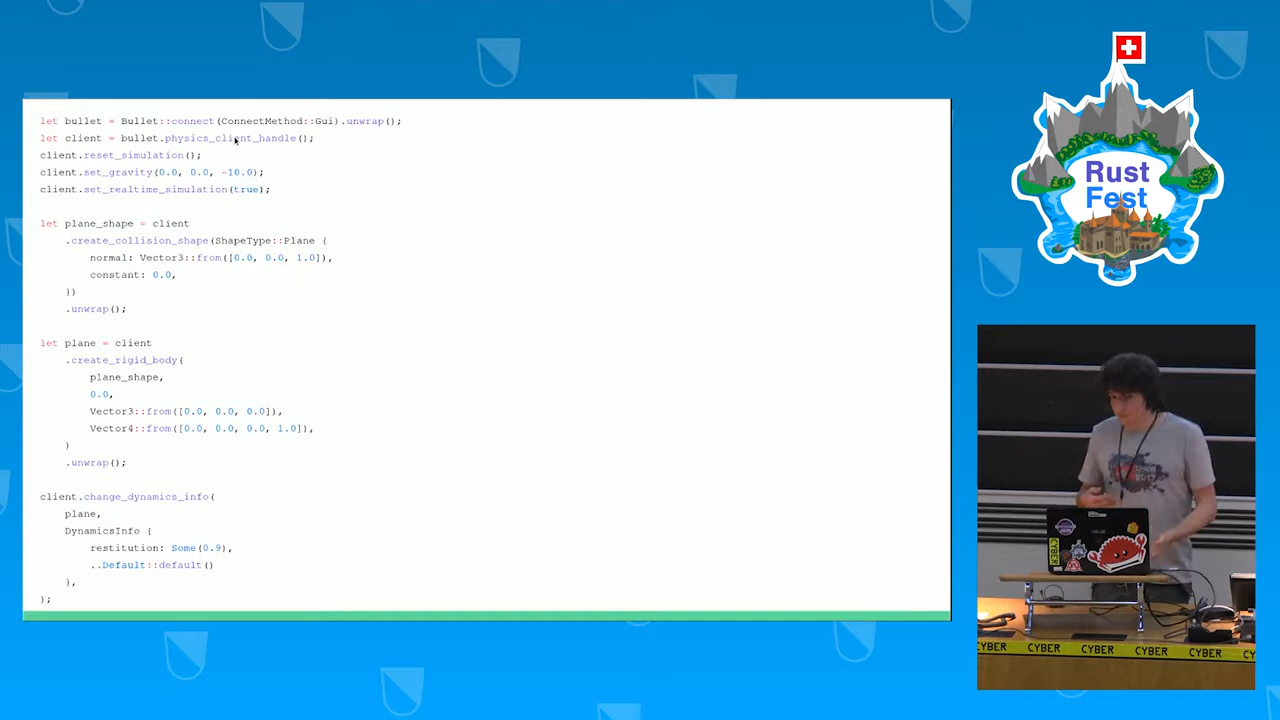 let bullet = Bullet::connect(ConnectMethod::Gui).unwrap();
let client = bullet.physics_client_handle();
client.reset_simulation();
client.set_gravity(0.0, 0.0, -10.0);
client.set_realtime_simulation(true);
let plane_shape = client
.create_collision_shape(ShapeType::Plane {
normal: Vector3::from([0.0, 0.0, 1.0]),
constant: 0.0,
})
.unwrap();
let plane = client
.create_rigid_body(
plane_shape,
0.0,
Vector3::from([0.0, 0.0, 0.0]),
Vector4::from([0.0, 0.0, 0.0, 1.0]),
)
.unwrap();
client.change_dynamics_info(
plane,
DynamicsInfo {
restitution: Some(0.9),
..Default::default()
},
);
Rust
Fest
2017
CYBER
CYBER CYBER CYBER CYBER